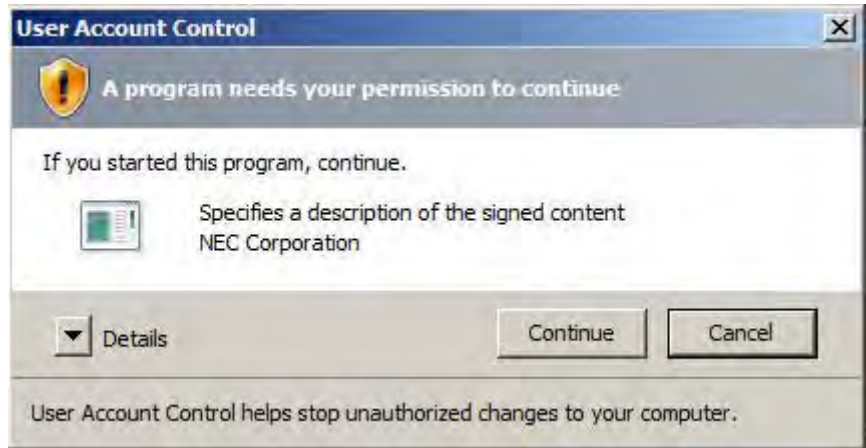 User Account Control
A program needs your permission to continue
If you started this program, continue.
Specifies a description of the signed content
NEC Corporation
Details
Continue
Cancel
User Account Control helps stop unauthorized changes to your computer.